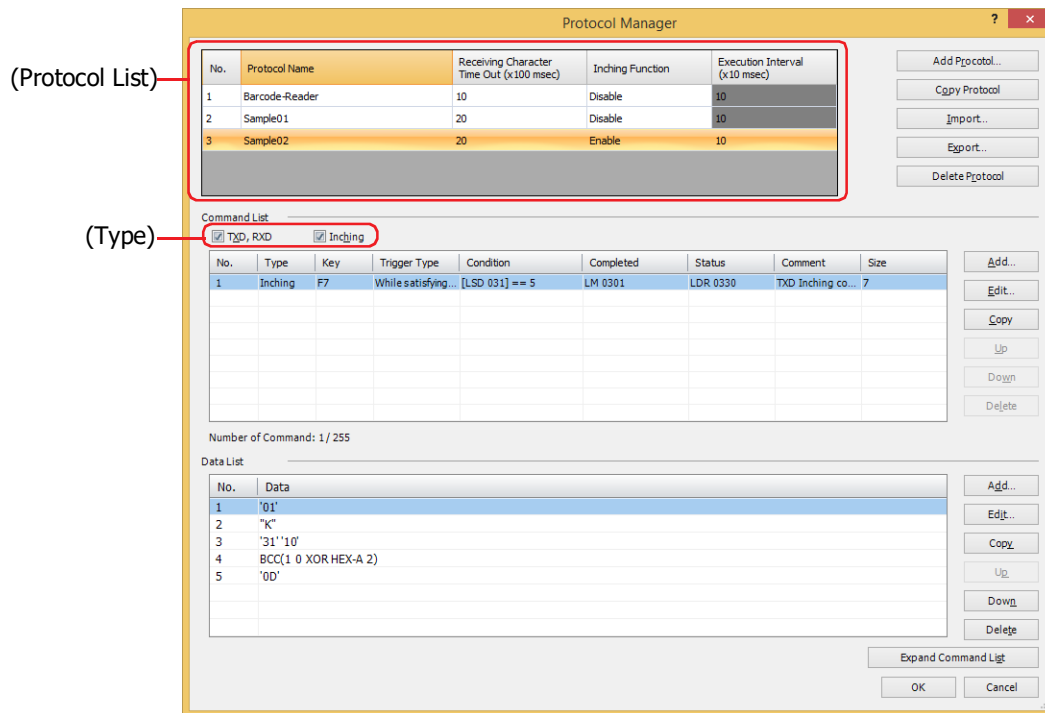 Protocol Manager
?
×
(Protocol List)
No. Protocol Name Receiving Character Time Out (x100 msec) Inching Function Execution Interval (x10 msec)
1 Barcode-Reader 10 Disable 10
2 Sample01 20 Disable 10
3 Sample02 20 Enable 10
Add Procotol...
Copy Protocol
Import...
Export...
Delete Protocol
Command List
(Type)
TXD, RXD Inching
No. Type Key Trigger Type Condition Completed Status Comment Size
1 Inching F7 While satisfying... [LSD 031] == 5 LM 0301 LDR 0330 TXD Inching co... 7
Add...
Edit...
Copy
Up
Down
Delete
Number of Command: 1/ 255
Data List
No. Data
1 '01'
2 "K"
3 '31' '10'
4 BCC(1 0 XOR HEX-A 2)
5 '0D'
Add...
Edit...
Copy
Up
Down
Delete
Expand Command List
OK Cancel